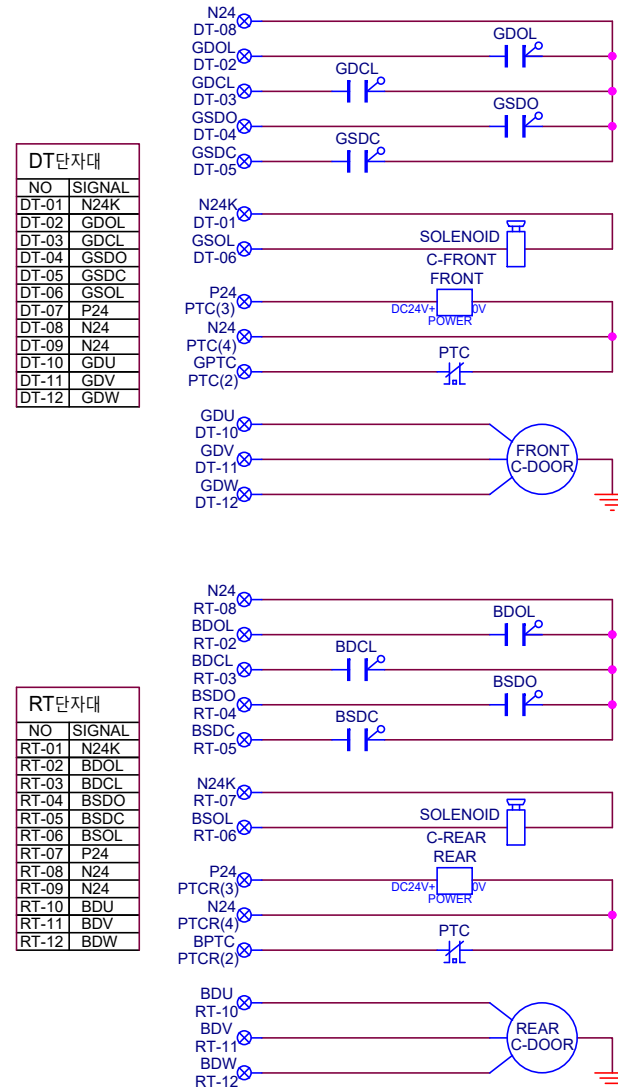 N24
DT-08
GDOL
DT-02
GDOL
GDCL
DT-03
GDCL
GSDO
DT-04
GSDO
GSDC
DT-05
GSDC
DT단자대
NO SIGNAL
DT-01 N24K
DT-02 GDOL
DT-03 GDCL
DT-04 GSDO
DT-05 GSDC
DT-06 GSOL
DT-07 P24
DT-08 N24
DT-09 N24
DT-10 GDU
DT-11 GDV
DT-12 GDW
N24K
DT-01
GSOL
DT-06
SOLENOID
C-FRONT
FRONT
P24
PTC(3)
DC24V+ 0V
POWER
N24
PTC(4)
GPTC
PTC(2)
PTC
GDU
DT-10
GDV
DT-11
GDW
DT-12
FRONT
C-DOOR
N24
RT-08
BDOL
RT-02
BDOL
BDCL
RT-03
BDCL
BSDO
RT-04
BSDO
BSDC
RT-05
BSDC
RT단자대
NO SIGNAL
RT-01 N24K
RT-02 BDOL
RT-03 BDCL
RT-04 BSDO
RT-05 BSDC
RT-06 BSOL
RT-07 P24
RT-08 N24
RT-09 N24
RT-10 BDU
RT-11 BDV
RT-12 BDW
N24K
RT-07
BSOL
RT-06
SOLENOID
C-REAR
REAR
P24
PTCR(3)
DC24V+ 0V
POWER
N24
PTCR(4)
BPTC
PTCR(2)
PTC
BDU
RT-10
BDV
RT-11
BDW
RT-12
REAR
C-DOOR